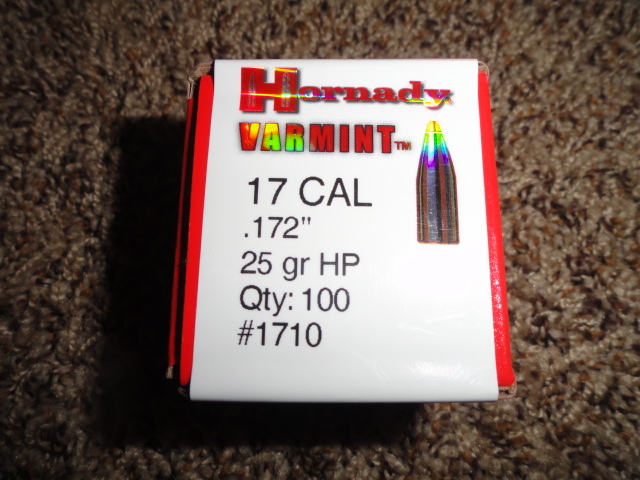 Hornady
VARMINT™
17 CAL
.172"
25 gr HP
Qty: 100
#1710